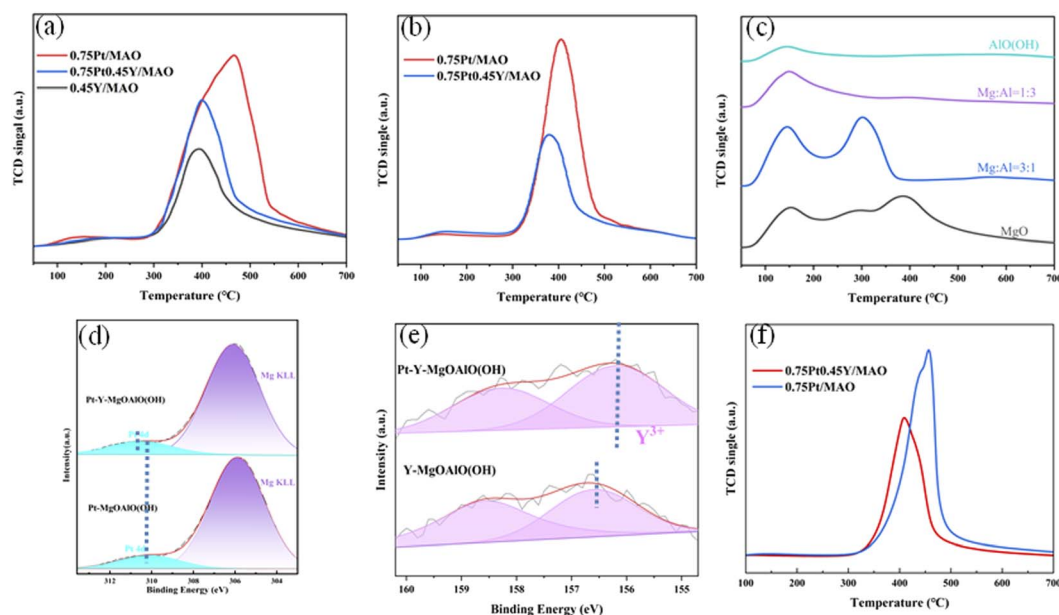 (a)
0.75Pt/MAO
0.75Pt0.45Y/MAO
0.45Y/MAO
TCD singal (a.u.)
100 200 300 400 500 600 700
Temperature (°C)
(b)
0.75Pt/MAO
0.75Pt0.45Y/MAO
TCD single (a.u.)
100 200 300 400 500 600 700
Temperature (°C)
(c)
AlO(OH)
Mg:Al=1:3
Mg:Al=3:1
MgO
TCD single (a.u.)
100 200 300 400 500 600 700
Temperature (°C)
(d)
Mg KLL
Pt-Y-MgOAlO(OH)
Mg KLL
Pt-MgOAlO(OH)
Intensity(a.u.)
312 310 308 306 304
Binding Energy (eV)
(e)
Pt-Y-MgOAlO(OH)
Y³⁺
Y-MgOAlO(OH)
Intensity (a.u.)
160 159 158 157 156 155
Binding Energy (eV)
(f)
0.75Pt0.45Y/MAO
0.75Pt/MAO
TCD single (a.u.)
100 200 300 400 500 600 700
Temperature (°C)